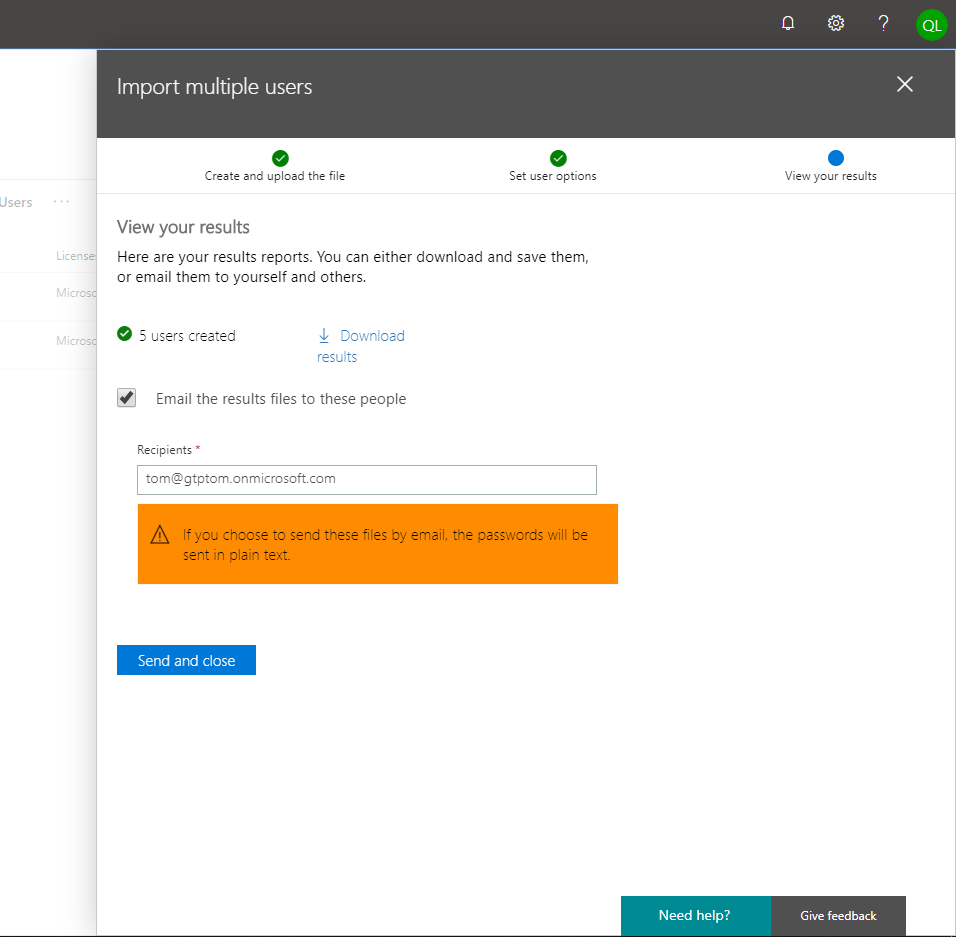 ?
QL
Import multiple users
Create and upload the file
Set user options
View your results
Users ...
License
Microso
Microso
View your results
Here are your results reports. You can either download and save them,
or email them to yourself and others.
5 users created
Download
results
Email the results files to these people
Recipients *
tom@gtptom.onmicrosoft.com
If you choose to send these files by email, the passwords will be
sent in plain text.
Send and close
Need help?
Give feedback